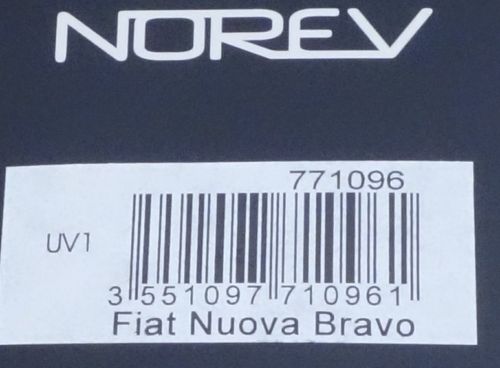 NOREV
771096
UV1
3 551097 710961
Fiat Nuova Bravo